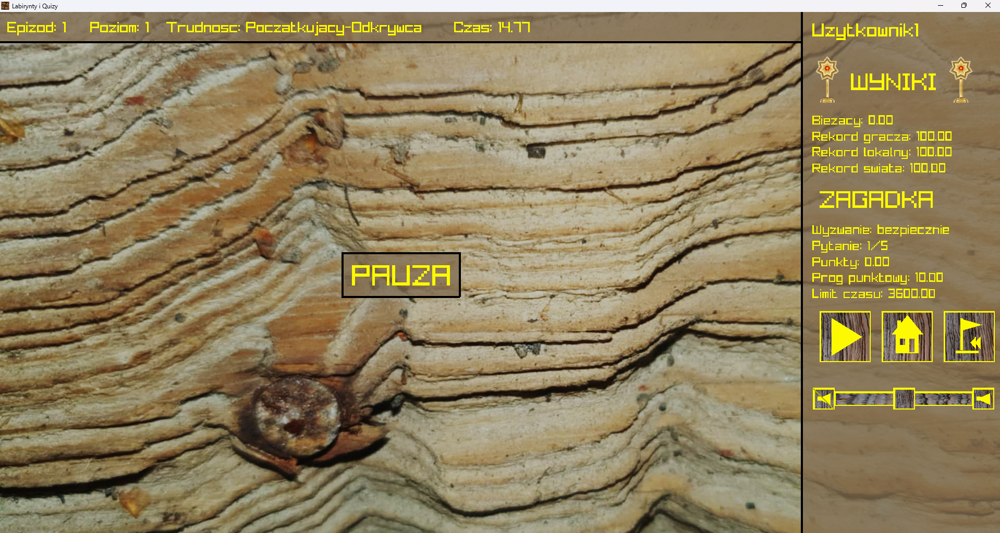 Labirynty i Quizy
Epizod: 1 Poziom: 1 Trudnosc: Poczatkujacy-Odkrywca Czas: 14.77
Uzytkownik1
WYNIKI
Biezacy: 0.00
Rekord gracza: 100.00
Rekord lokalny: 100.00
Rekord swiata: 100.00
ZAGADKA
Wyzwanie: bezpiecznie
Pytanie: 1/5
Punkty: 0.00
Prog punktowy: 10.00
Limit czasu: 3600.00
PAUZA